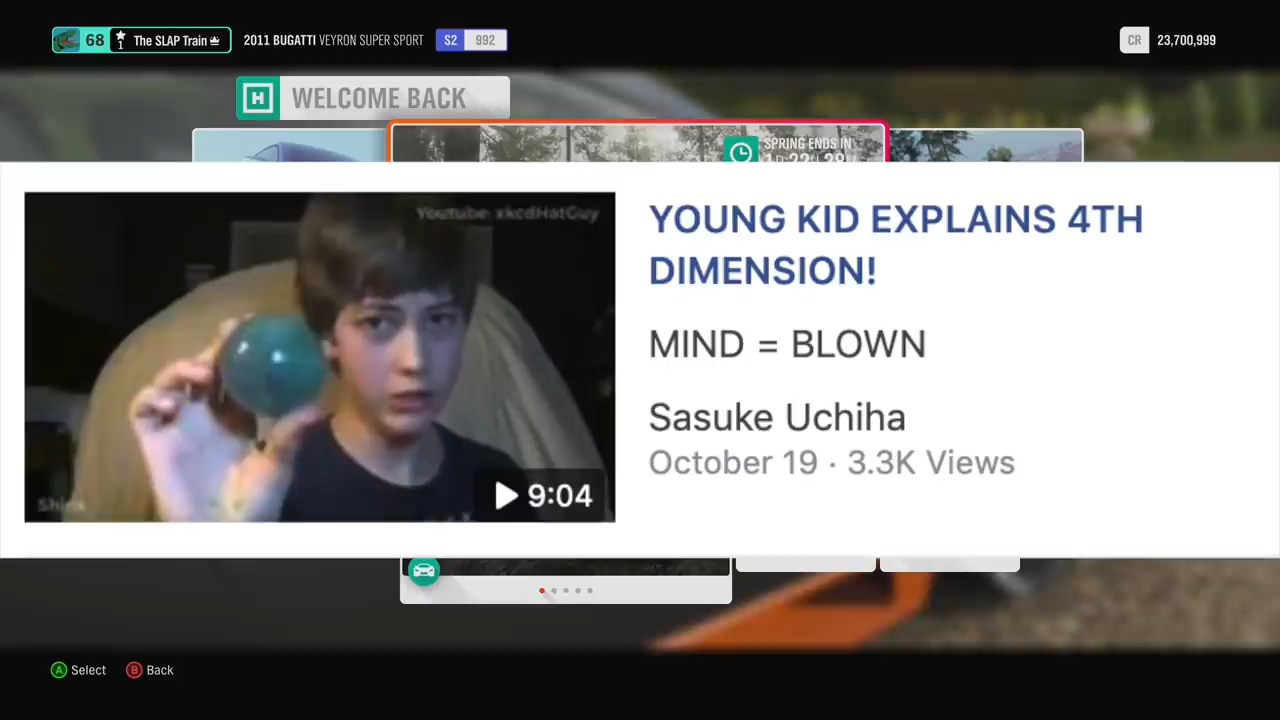 68 1 The SLAP Train 2011 BUGATTI VEYRON SUPER SPORT S2 992 CR 23,700,999
H WELCOME BACK
SPRING ENDS IN
Youtube: xkcdHatGuy
YOUNG KID EXPLAINS 4TH
DIMENSION!
MIND = BLOWN
Sasuke Uchiha
October 19 · 3.3K Views
9:04
A Select B Back